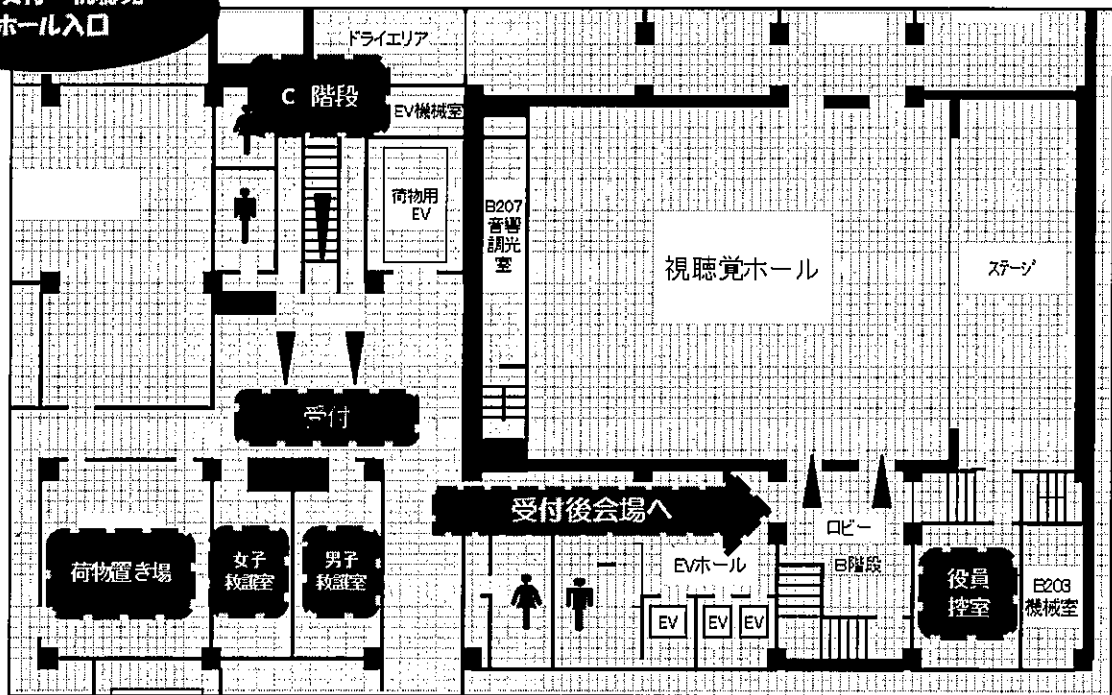 ホール入口
ドライエリア
C 階段
EV機械室
荷物用
EV
B207
音響
調光
室
視聴覚ホール
ステージ
受付
受付後会場へ
ロビー
荷物置き場
女子
救護室
男子
救護室
EVホール
B階段
役員
控室
B203
機械室
EV
EV
EV